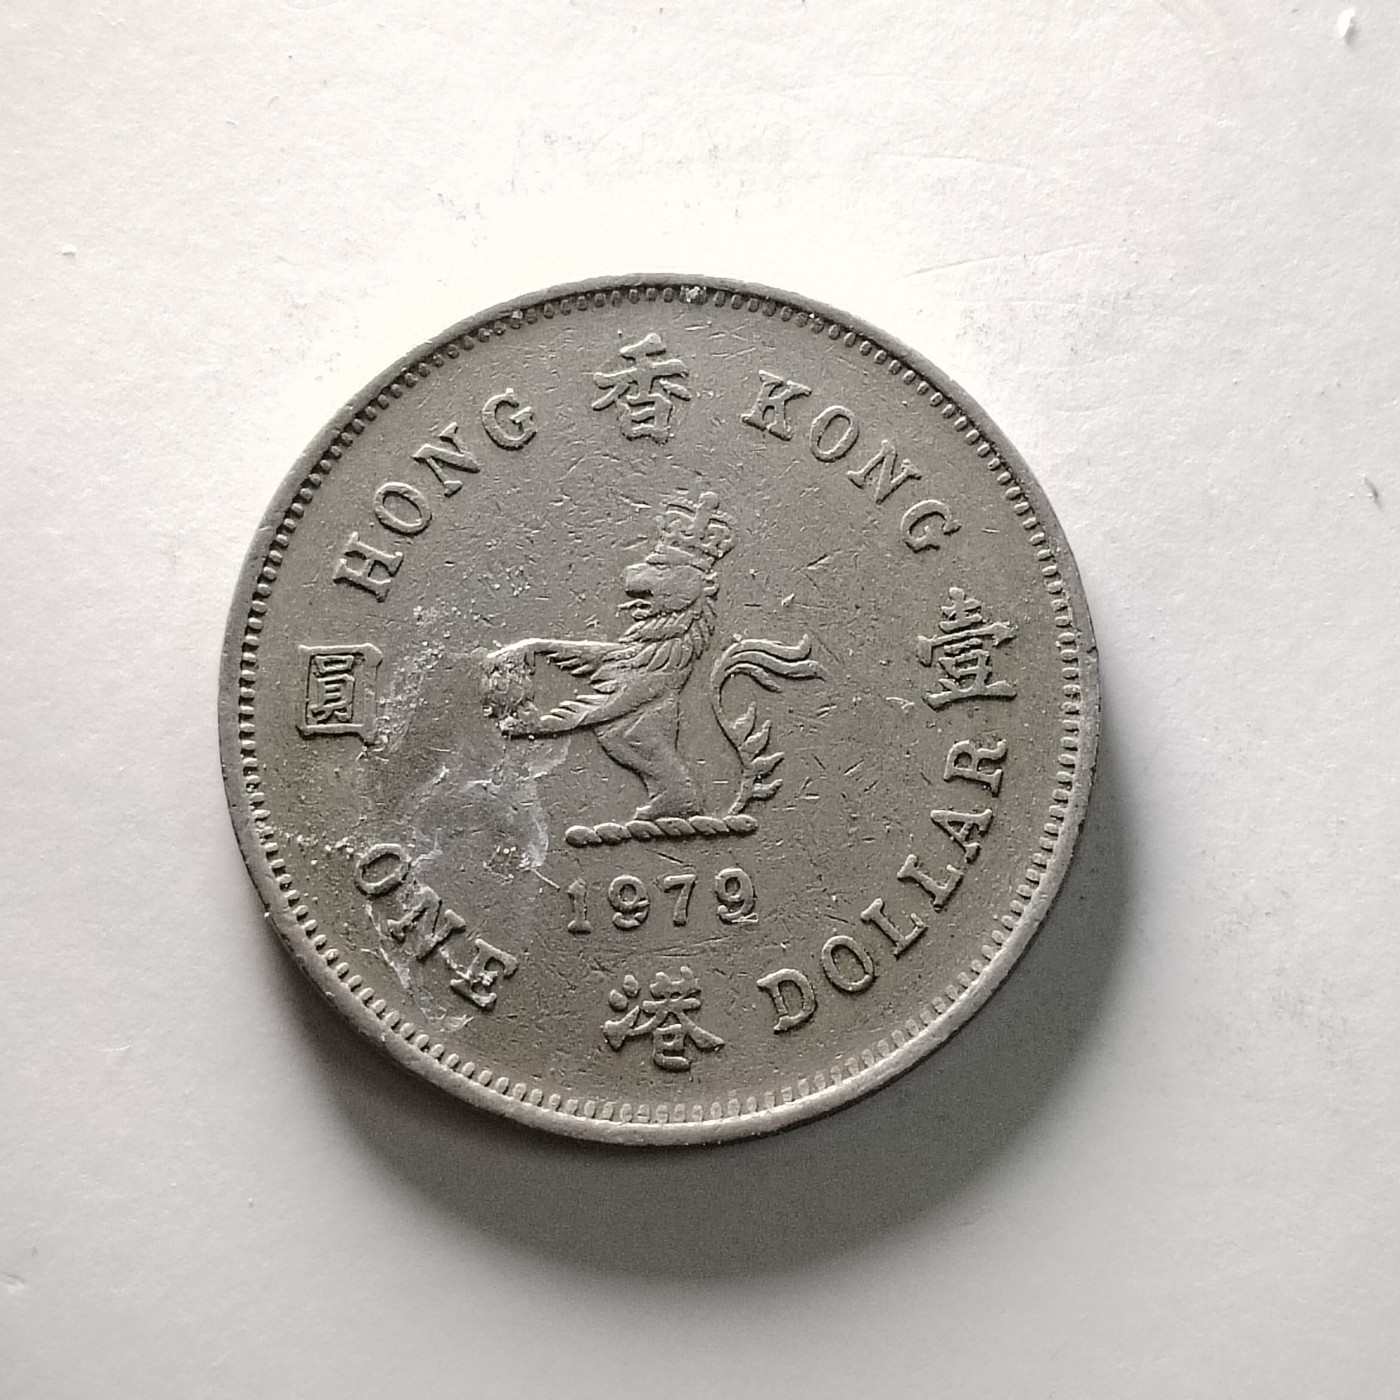 HONG 香 KONG
圓 壹
ONE 港 DOLLAR
1979